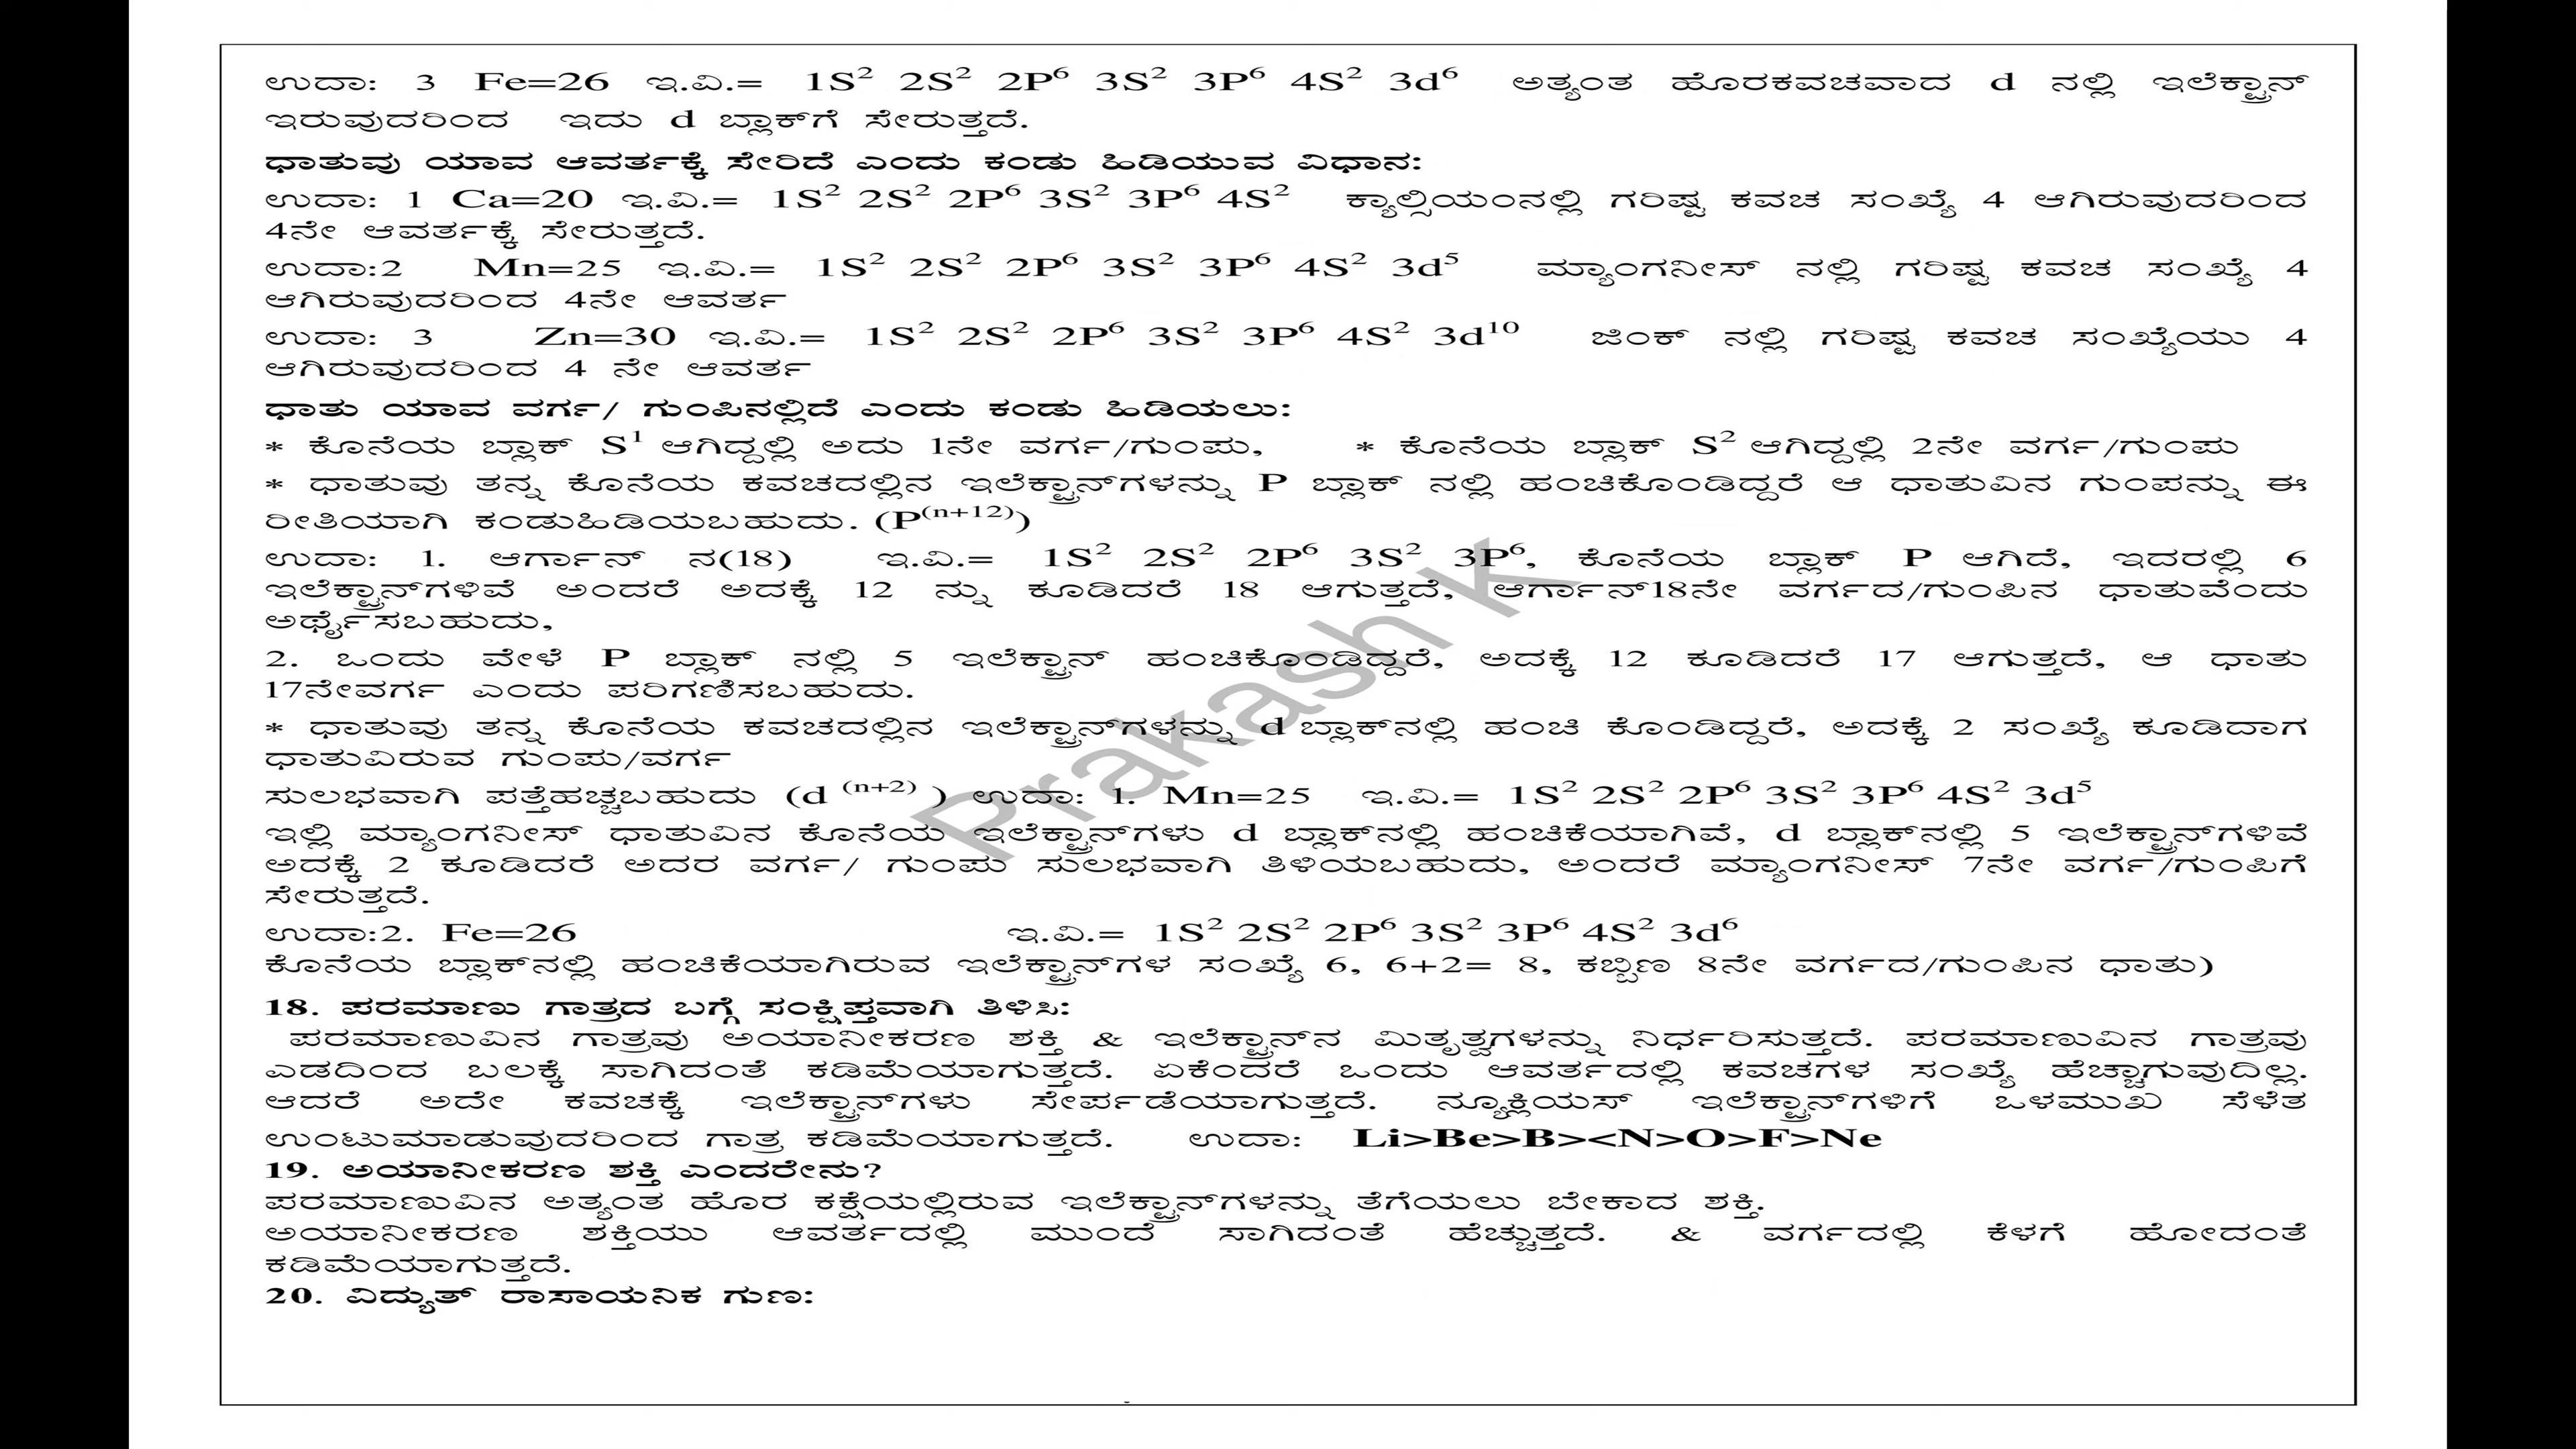 ಉದಾ: 3 Fe=26 ಇ.ವಿ.= 1S² 2S² 2P⁶ 3S² 3P⁶ 4S² 3d⁶ ಅತ್ಯಂತ ಹೊರಕವಚವಾದ d ನಲ್ಲಿ ಇಲೆಕ್ಟ್ರಾನ್
ಇರುವುದರಿಂದ ಇದು d ಬ್ಲಾಕ್‌ಗೆ ಸೇರುತ್ತದೆ.
ಧಾತುವು ಯಾವ ಆವರ್ತಕ್ಕೆ ಸೇರಿದೆ ಎಂದು ಕಂಡು ಹಿಡಿಯುವ ವಿಧಾನ:
ಉದಾ: 1 Ca=20 ಇ.ವಿ.= 1S² 2S² 2P⁶ 3S² 3P⁶ 4S² ಕ್ಯಾಲ್ಸಿಯಂನಲ್ಲಿ ಗರಿಷ್ಟ ಕವಚ ಸಂಖ್ಯೆ 4 ಆಗಿರುವುದರಿಂದ
4ನೇ ಆವರ್ತಕ್ಕೆ ಸೇರುತ್ತದೆ.
ಉದಾ:2 Mn=25 ಇ.ವಿ.= 1S² 2S² 2P⁶ 3S² 3P⁶ 4S² 3d⁵ ಮ್ಯಾಂಗನೀಸ್ ನಲ್ಲಿ ಗರಿಷ್ಟ ಕವಚ ಸಂಖ್ಯೆ 4
ಆಗಿರುವುದರಿಂದ 4ನೇ ಆವರ್ತ
ಉದಾ: 3 Zn=30 ಇ.ವಿ.= 1S² 2S² 2P⁶ 3S² 3P⁶ 4S² 3d¹⁰ ಜಿಂಕ್ ನಲ್ಲಿ ಗರಿಷ್ಟ ಕವಚ ಸಂಖ್ಯೆಯು 4
ಆಗಿರುವುದರಿಂದ 4 ನೇ ಆವರ್ತ
ಧಾತು ಯಾವ ವರ್ಗ/ ಗುಂಪಿನಲ್ಲಿದೆ ಎಂದು ಕಂಡು ಹಿಡಿಯಲು:
* ಕೊನೆಯ ಬ್ಲಾಕ್ S¹ ಆಗಿದ್ದಲ್ಲಿ ಅದು 1ನೇ ವರ್ಗ/ಗುಂಪು, * ಕೊನೆಯ ಬ್ಲಾಕ್ S² ಆಗಿದ್ದಲ್ಲಿ 2ನೇ ವರ್ಗ/ಗುಂಪು
* ಧಾತುವು ತನ್ನ ಕೊನೆಯ ಕವಚದಲ್ಲಿನ ಇಲೆಕ್ಟ್ರಾನ್‌ಗಳನ್ನು P ಬ್ಲಾಕ್ ನಲ್ಲಿ ಹಂಚಿಕೊಂಡಿದ್ದರೆ ಆ ಧಾತುವಿನ ಗುಂಪನ್ನು ಈ
ರೀತಿಯಾಗಿ ಕಂಡುಹಿಡಿಯಬಹುದು. (P⁽ⁿ⁺¹²⁾)
ಉದಾ: 1. ಆರ್ಗಾನ್ ನ(18) ಇ.ವಿ.= 1S² 2S² 2P⁶ 3S² 3P⁶, ಕೊನೆಯ ಬ್ಲಾಕ್ P ಆಗಿದೆ, ಇದರಲ್ಲಿ 6
ಇಲೆಕ್ಟ್ರಾನ್‌ಗಳಿವೆ ಅಂದರೆ ಅದಕ್ಕೆ 12 ನ್ನು ಕೂಡಿದರೆ 18 ಆಗುತ್ತದೆ, ಆರ್ಗಾನ್18ನೇ ವರ್ಗದ/ಗುಂಪಿನ ಧಾತುವೆಂದು
ಅರ್ಥೈಸಬಹುದು,
2. ಒಂದು ವೇಳೆ P ಬ್ಲಾಕ್ ನಲ್ಲಿ 5 ಇಲೆಕ್ಟ್ರಾನ್ ಹಂಚಿಕೊಂಡಿದ್ದರೆ, ಅದಕ್ಕೆ 12 ಕೂಡಿದರೆ 17 ಆಗುತ್ತದೆ, ಆ ಧಾತು
17ನೇವರ್ಗ ಎಂದು ಪರಿಗಣಿಸಬಹುದು.
* ಧಾತುವು ತನ್ನ ಕೊನೆಯ ಕವಚದಲ್ಲಿನ ಇಲೆಕ್ಟ್ರಾನ್‌ಗಳನ್ನು d ಬ್ಲಾಕ್‌ನಲ್ಲಿ ಹಂಚಿ ಕೊಂಡಿದ್ದರೆ, ಅದಕ್ಕೆ 2 ಸಂಖ್ಯೆ ಕೂಡಿದಾಗ
ಧಾತುವಿರುವ ಗುಂಪು/ವರ್ಗ
ಸುಲಭವಾಗಿ ಪತ್ತೆಹಚ್ಚಬಹುದು (d ⁽ⁿ⁺²⁾ ) ಉದಾ: 1. Mn=25 ಇ.ವಿ.= 1S² 2S² 2P⁶ 3S² 3P⁶ 4S² 3d⁵
ಇಲ್ಲಿ ಮ್ಯಾಂಗನೀಸ್ ಧಾತುವಿನ ಕೊನೆಯ ಇಲೆಕ್ಟ್ರಾನ್‌ಗಳು d ಬ್ಲಾಕ್‌ನಲ್ಲಿ ಹಂಚಿಕೆಯಾಗಿವೆ, d ಬ್ಲಾಕ್‌ನಲ್ಲಿ 5 ಇಲೆಕ್ಟ್ರಾನ್‌ಗಳಿವೆ
ಅದಕ್ಕೆ 2 ಕೂಡಿದರೆ ಅದರ ವರ್ಗ/ ಗುಂಪು ಸುಲಭವಾಗಿ ತಿಳಿಯಬಹುದು, ಅಂದರೆ ಮ್ಯಾಂಗನೀಸ್ 7ನೇ ವರ್ಗ/ಗುಂಪಿಗೆ
ಸೇರುತ್ತದೆ.
ಉದಾ:2. Fe=26 ಇ.ವಿ.= 1S² 2S² 2P⁶ 3S² 3P⁶ 4S² 3d⁶
ಕೊನೆಯ ಬ್ಲಾಕ್‌ನಲ್ಲಿ ಹಂಚಿಕೆಯಾಗಿರುವ ಇಲೆಕ್ಟ್ರಾನ್‌ಗಳ ಸಂಖ್ಯೆ 6, 6+2= 8, ಕಬ್ಬಿಣ 8ನೇ ವರ್ಗದ/ಗುಂಪಿನ ಧಾತು)
18. ಪರಮಾಣು ಗಾತ್ರದ ಬಗ್ಗೆ ಸಂಕ್ಷಿಪ್ತವಾಗಿ ತಿಳಿಸಿ:
ಪರಮಾಣುವಿನ ಗಾತ್ರವು ಅಯಾನೀಕರಣ ಶಕ್ತಿ & ಇಲೆಕ್ಟ್ರಾನ್‌ನ ಮಿತೃತ್ವಗಳನ್ನು ನಿರ್ಧರಿಸುತ್ತದೆ. ಪರಮಾಣುವಿನ ಗಾತ್ರವು
ಎಡದಿಂದ ಬಲಕ್ಕೆ ಸಾಗಿದಂತೆ ಕಡಿಮೆಯಾಗುತ್ತದೆ. ಏಕೆಂದರೆ ಒಂದು ಆವರ್ತದಲ್ಲಿ ಕವಚಗಳ ಸಂಖ್ಯೆ ಹೆಚ್ಚಾಗುವುದಿಲ್ಲ.
ಆದರೆ ಅದೇ ಕವಚಕ್ಕೆ ಇಲೆಕ್ಟ್ರಾನ್‌ಗಳು ಸೇರ್ಪಡೆಯಾಗುತ್ತದೆ. ನ್ಯೂಕ್ಲಿಯಸ್ ಇಲೆಕ್ಟ್ರಾನ್‌ಗಳಿಗೆ ಒಳಮುಖ ಸೆಳೆತ
ಉಂಟುಮಾಡುವುದರಿಂದ ಗಾತ್ರ ಕಡಿಮೆಯಾಗುತ್ತದೆ. ಉದಾ: Li>Be>B><N>O>F>Ne
19. ಅಯಾನೀಕರಣ ಶಕ್ತಿ ಎಂದರೇನು?
ಪರಮಾಣುವಿನ ಅತ್ಯಂತ ಹೊರ ಕಕ್ಷೆಯಲ್ಲಿರುವ ಇಲೆಕ್ಟ್ರಾನ್‌ಗಳನ್ನು ತೆಗೆಯಲು ಬೇಕಾದ ಶಕ್ತಿ.
ಅಯಾನೀಕರಣ ಶಕ್ತಿಯು ಆವರ್ತದಲ್ಲಿ ಮುಂದೆ ಸಾಗಿದಂತೆ ಹೆಚ್ಚುತ್ತದೆ. & ವರ್ಗದಲ್ಲಿ ಕೆಳಗೆ ಹೋದಂತೆ
ಕಡಿಮೆಯಾಗುತ್ತದೆ.
20. ವಿದ್ಯುತ್ ರಾಸಾಯನಿಕ ಗುಣ:
Prakash K